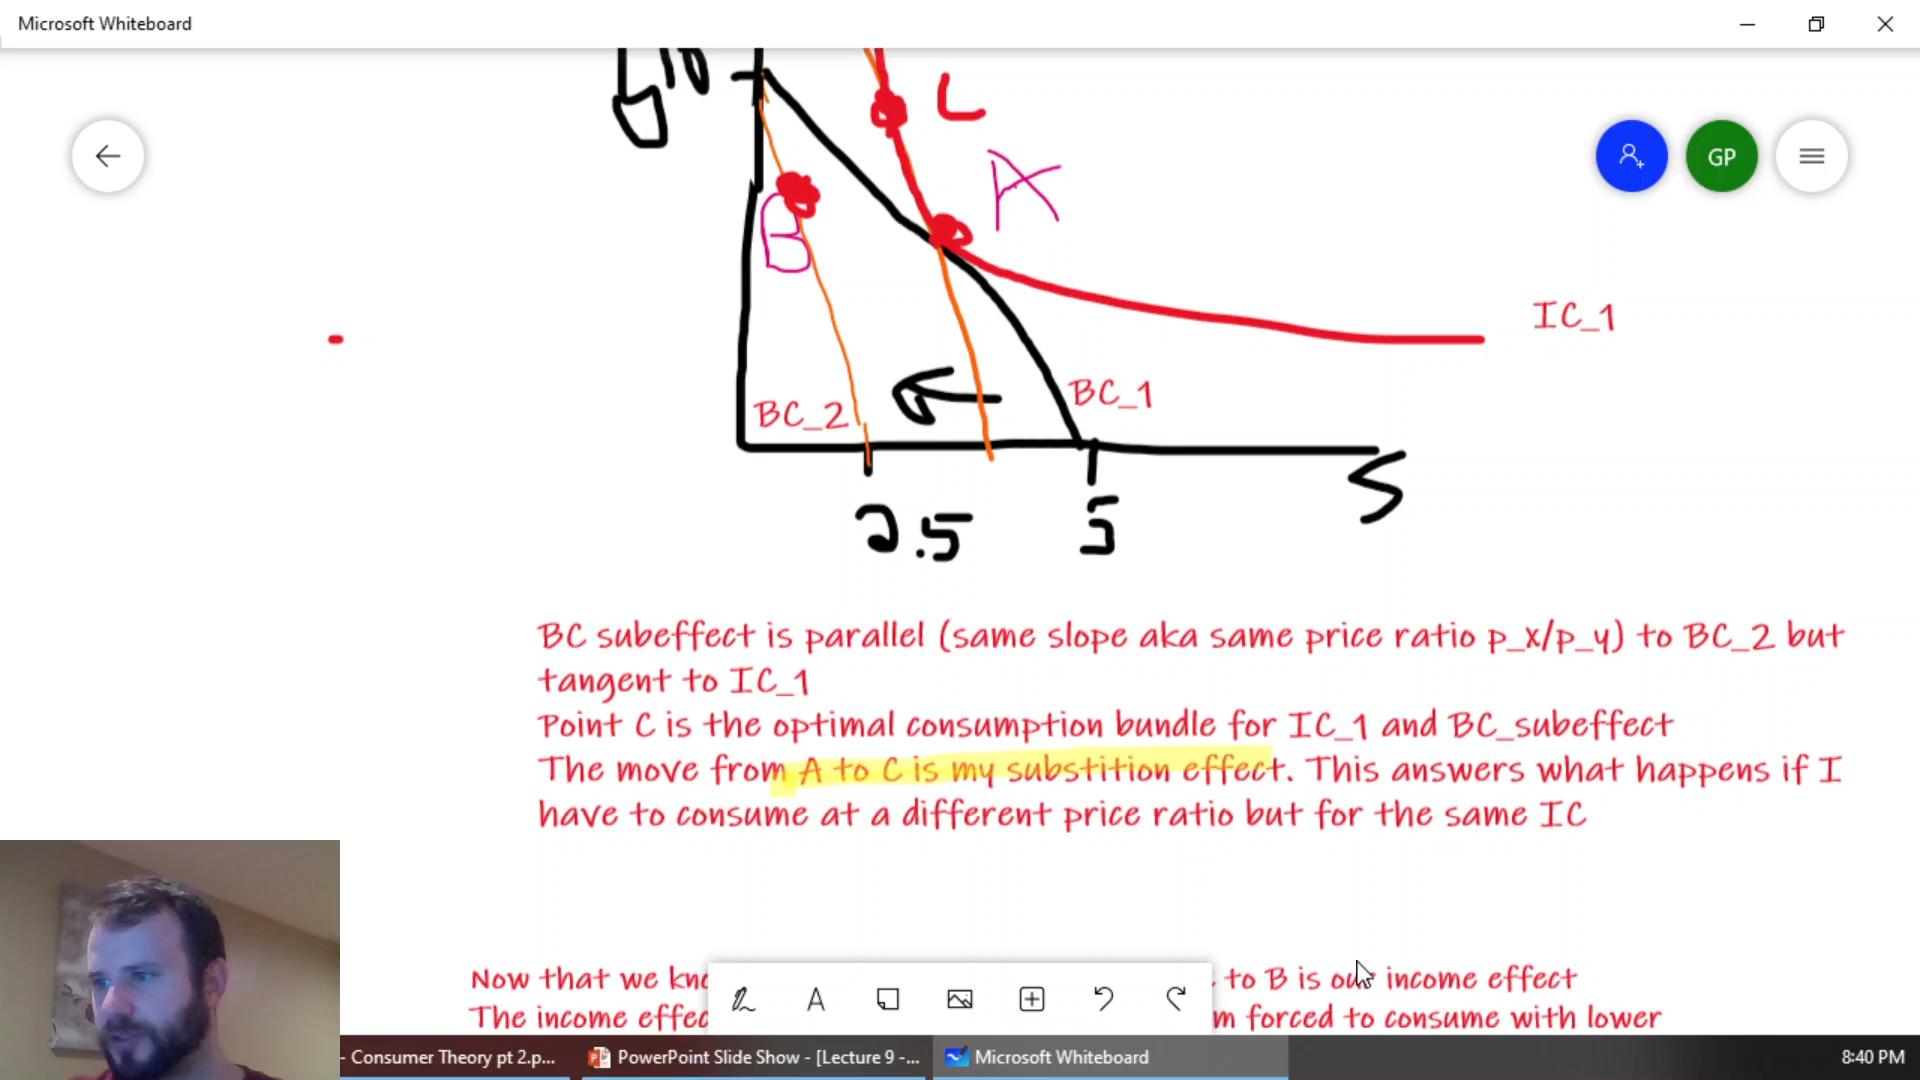 Microsoft Whiteboard
10
C
A
B
GP
IC_1
BC_1
BC_2
S
2.5
5
BC subeffect is parallel (same slope aka same price ratio p_x/p_y) to BC_2 but
tangent to IC_1
Point C is the optimal consumption bundle for IC_1 and BC_subeffect
The move from A to C is my substition effect. This answers what happens if I
have to consume at a different price ratio but for the same IC
Now that we to B is our income effect
The income forced to consume with lower
- Consumer Theory pt 2.p...
PowerPoint Slide Show - [Lecture 9 -...
Microsoft Whiteboard
8:40 PM